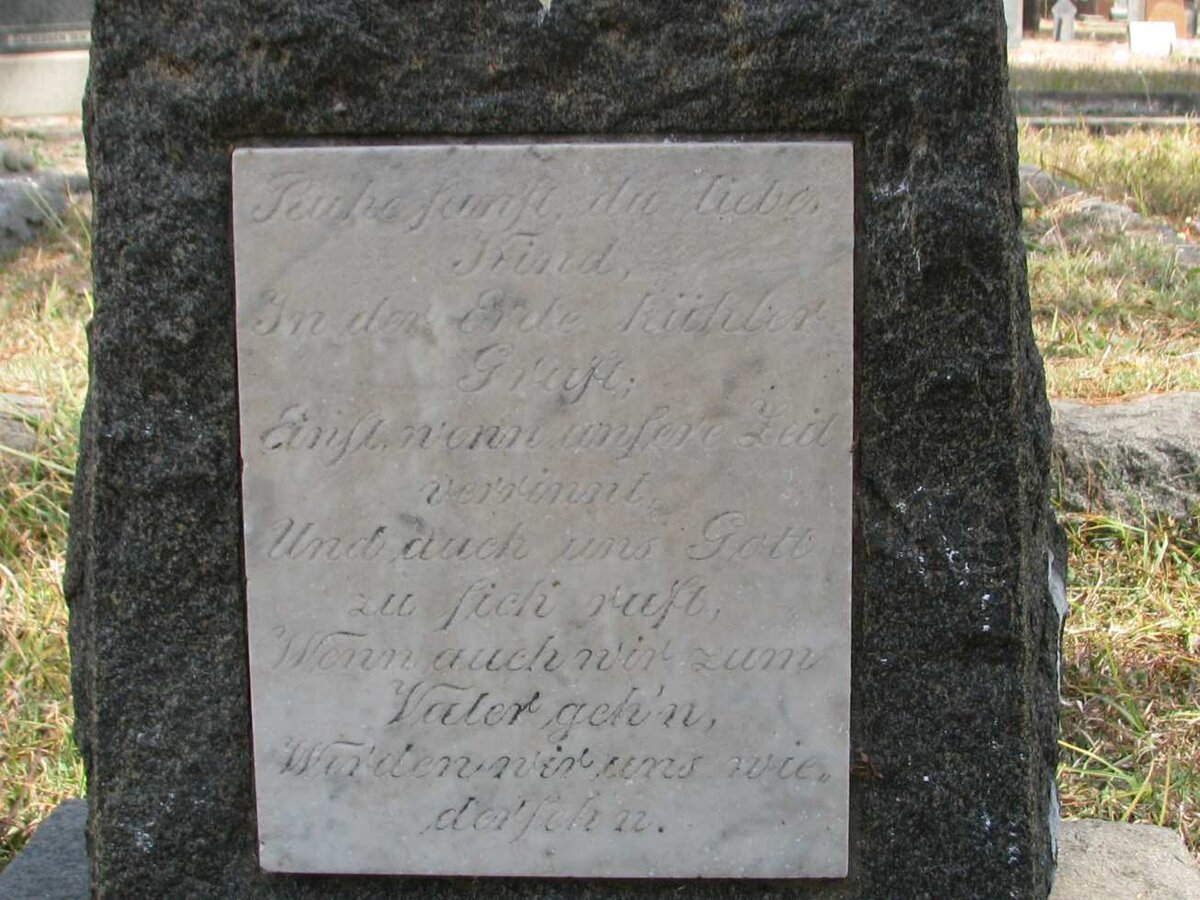 Ruhe sanft, du liebes
Kind,
In der Erde kühler
Gruft,
Einst, wenn unsere Zeit
verrinnt,
Und auch uns Gott
zu sich ruft,
Wenn auch wir zum
Vater geh'n,
Werden wir uns wie-
derseh'n.